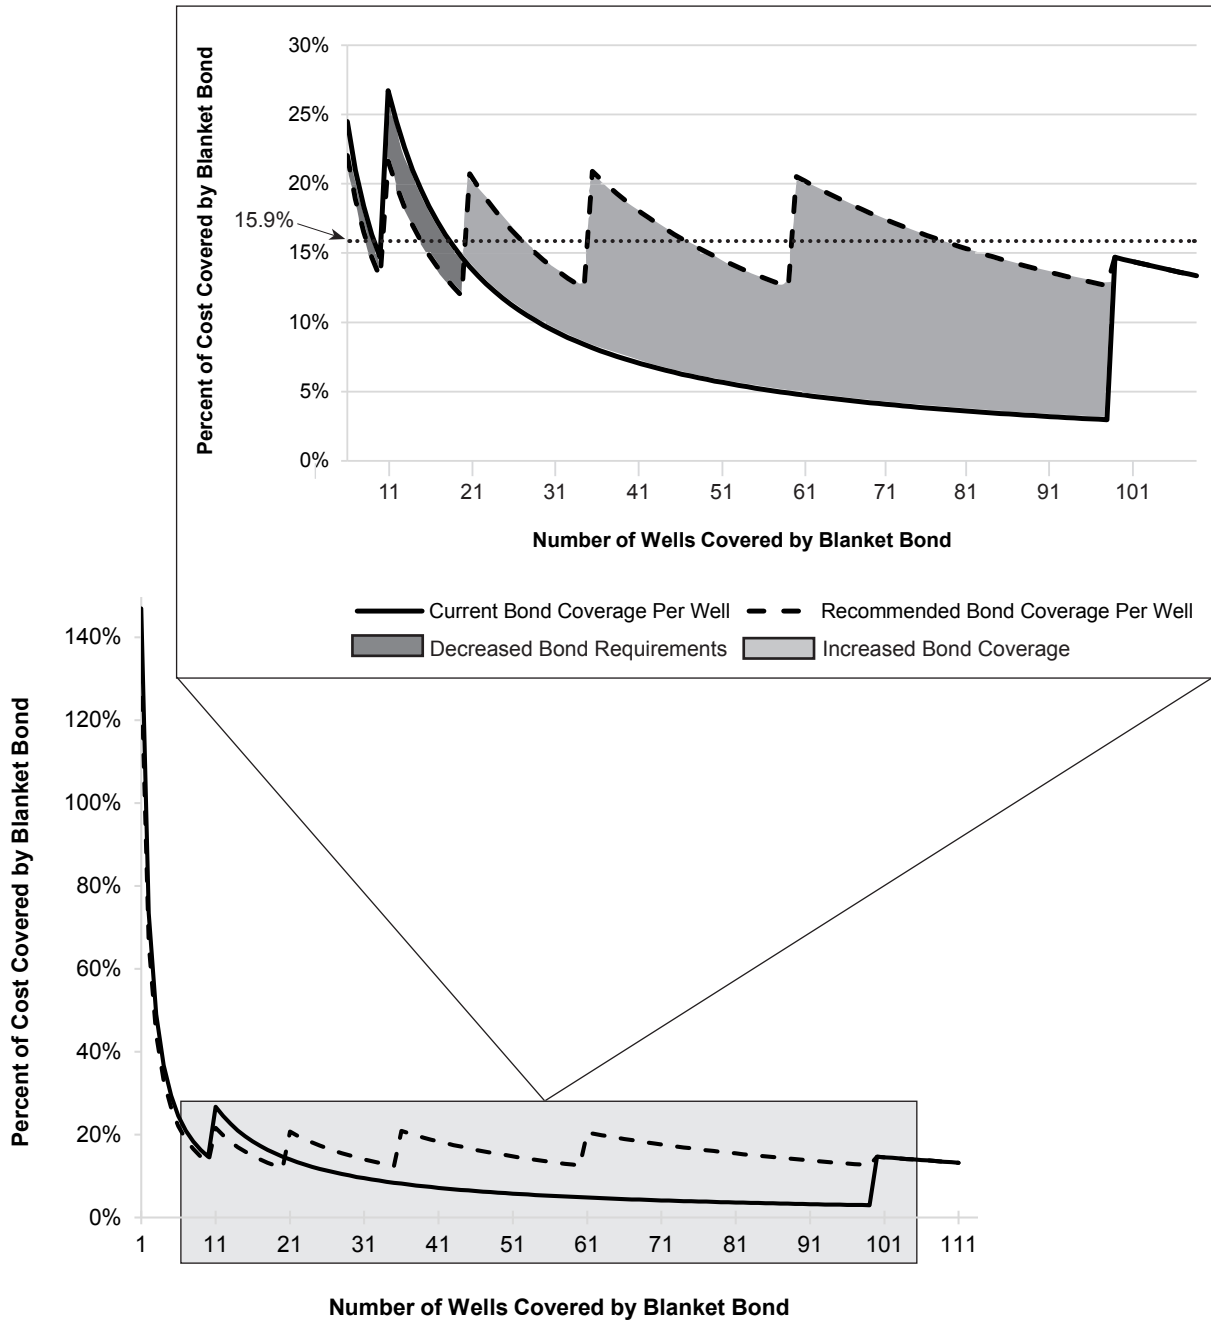 Percent of Cost Covered by Blanket Bond
30%
25%
20%
15.9%
15%
10%
5%
0%
11 21 31 41 51 61 71 81 91 101
Number of Wells Covered by Blanket Bond
Current Bond Coverage Per Well Recommended Bond Coverage Per Well
Decreased Bond Requirements Increased Bond Coverage
Percent of Cost Covered by Blanket Bond
140%
120%
100%
80%
60%
40%
20%
0%
1 11 21 31 41 51 61 71 81 91 101 111
Number of Wells Covered by Blanket Bond